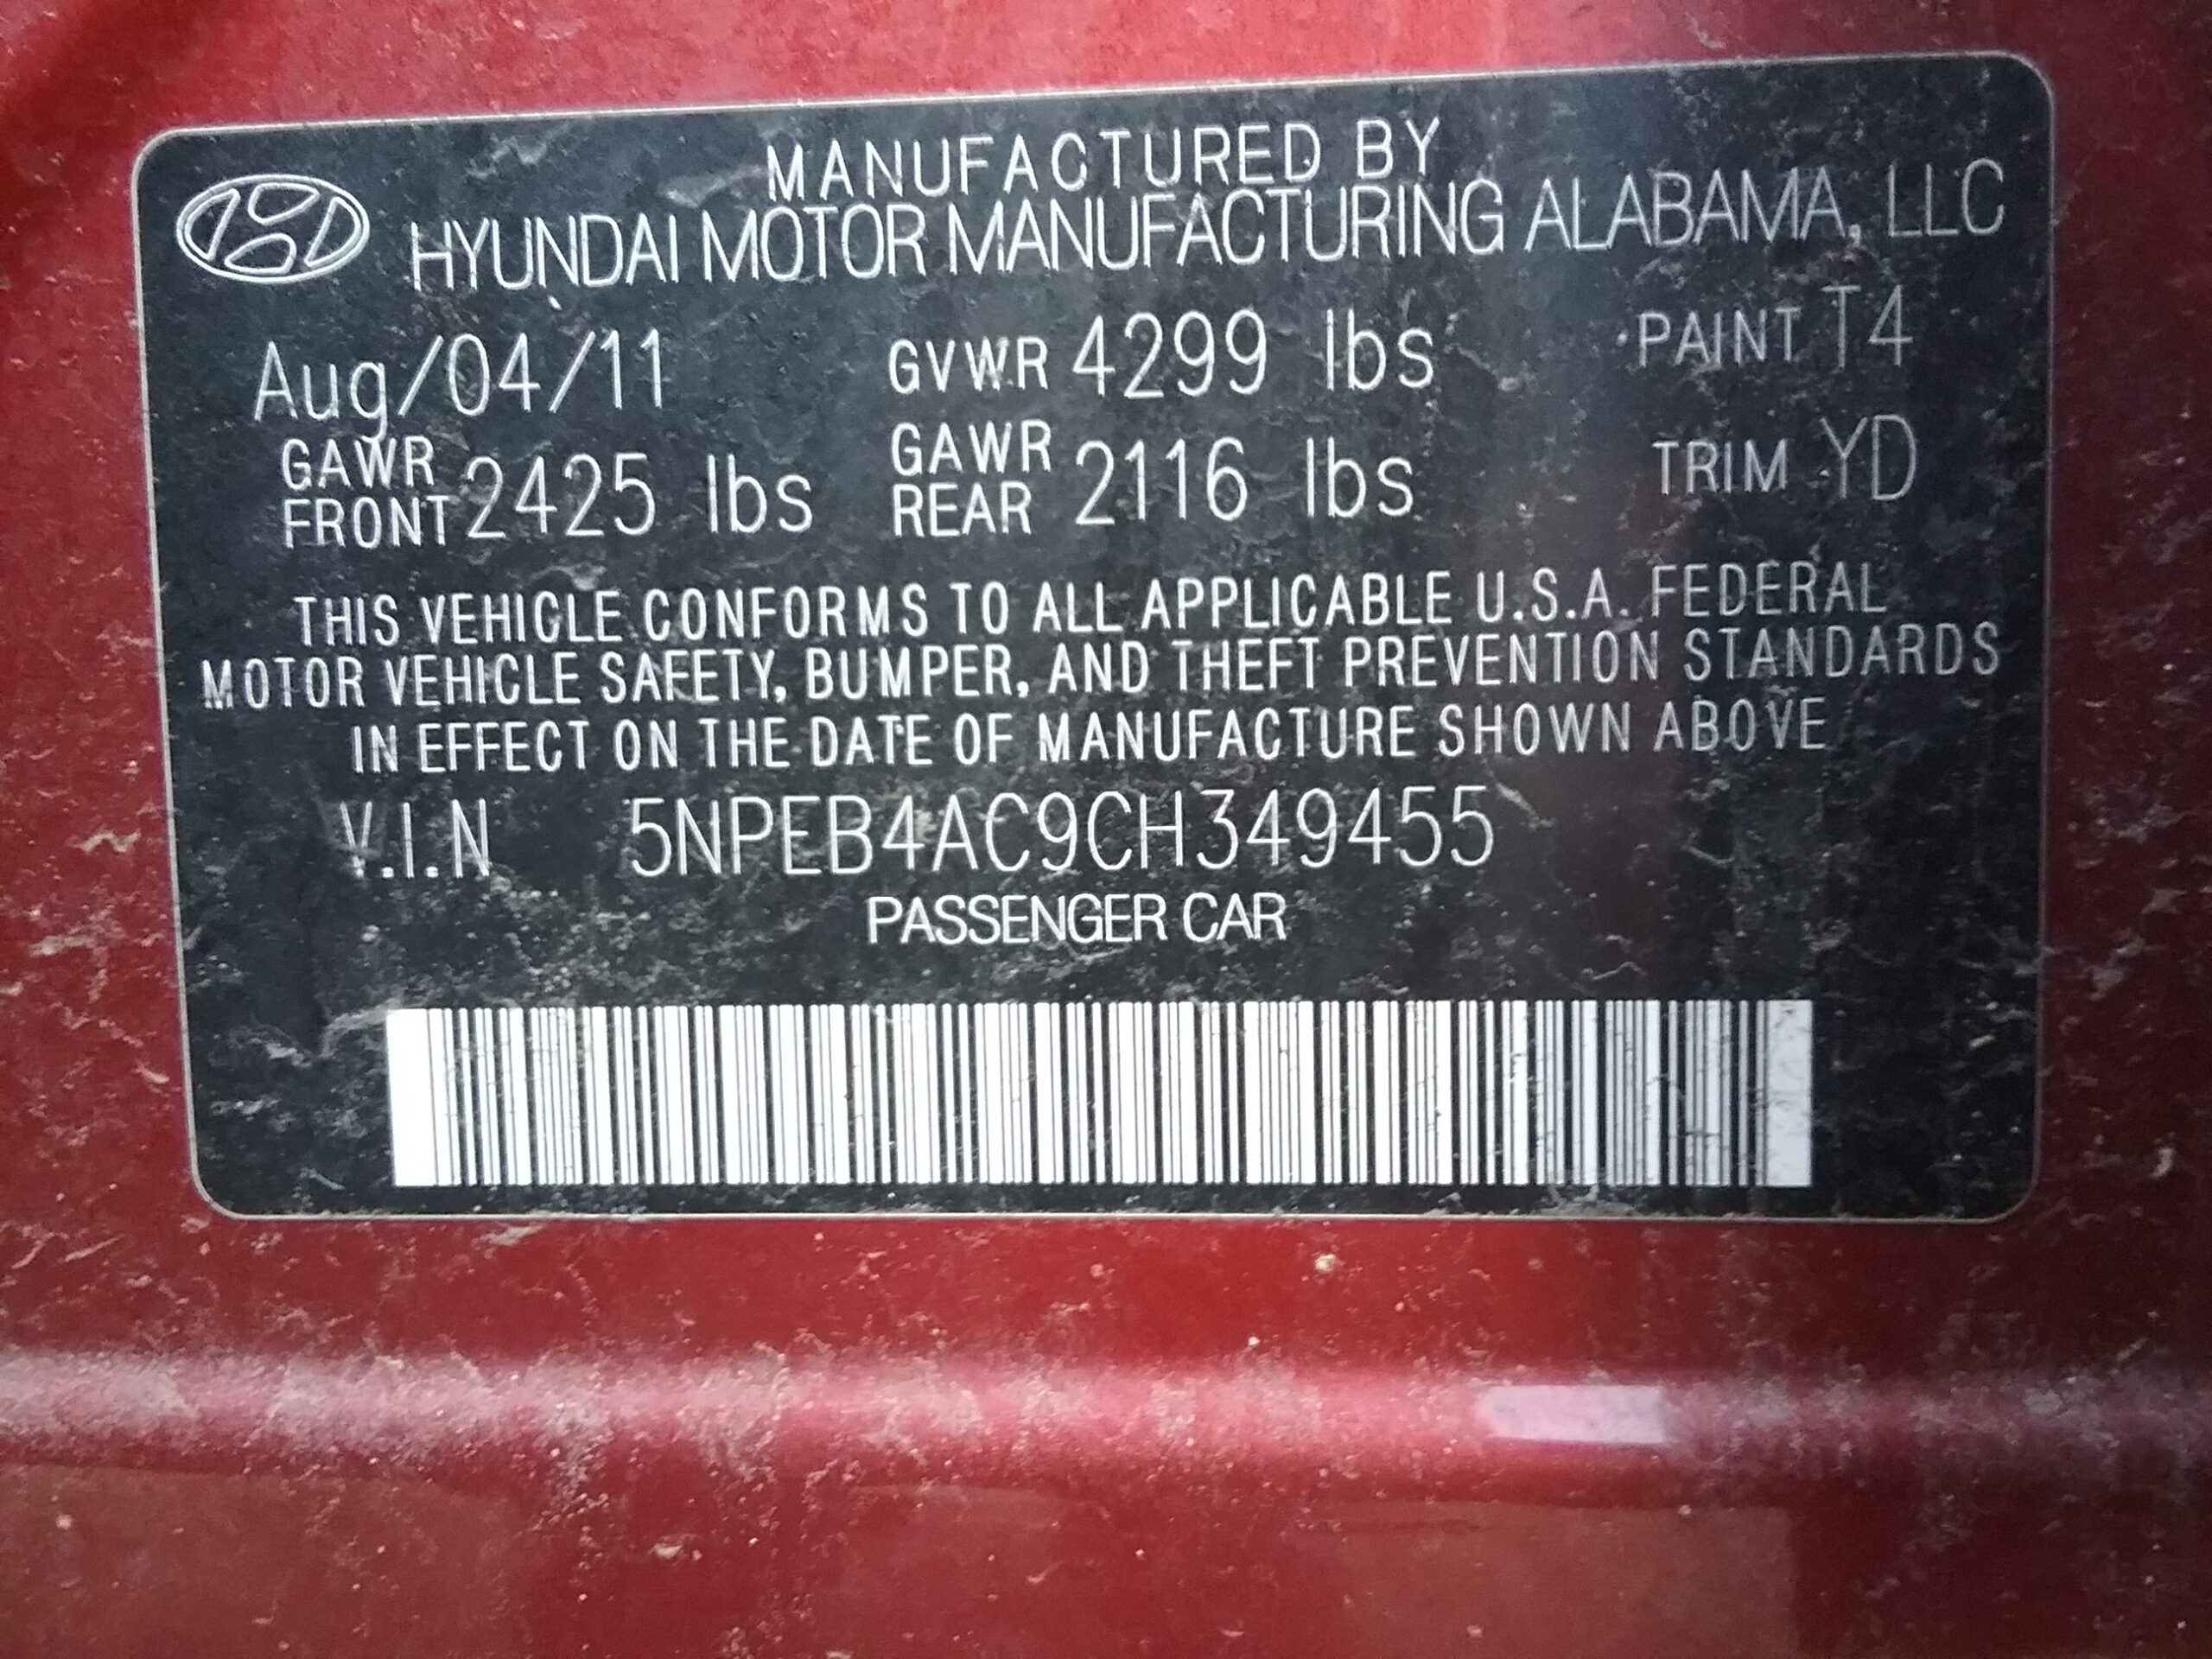 MANUFACTURED BY
HYUNDAI MOTOR MANUFACTURING ALABAMA, LLC
Aug/04/11 GVWR 4299 lbs PAINT T4
GAWR FRONT 2425 lbs GAWR REAR 2116 lbs TRIM YD
THIS VEHICLE CONFORMS TO ALL APPLICABLE U.S.A. FEDERAL
MOTOR VEHICLE SAFETY, BUMPER, AND THEFT PREVENTION STANDARDS
IN EFFECT ON THE DATE OF MANUFACTURE SHOWN ABOVE
V.I.N 5NPEB4AC9CH349455
PASSENGER CAR